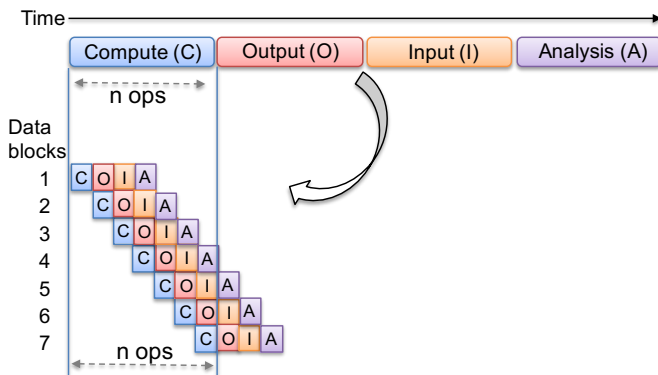 Time
Compute (C) Output (O) Input (I) Analysis (A)
n ops
Data
blocks
1 C O I A
2 C O I A
3 C O I A
4 C O I A
5 C O I A
6 C O I A
7 C O I A
n ops